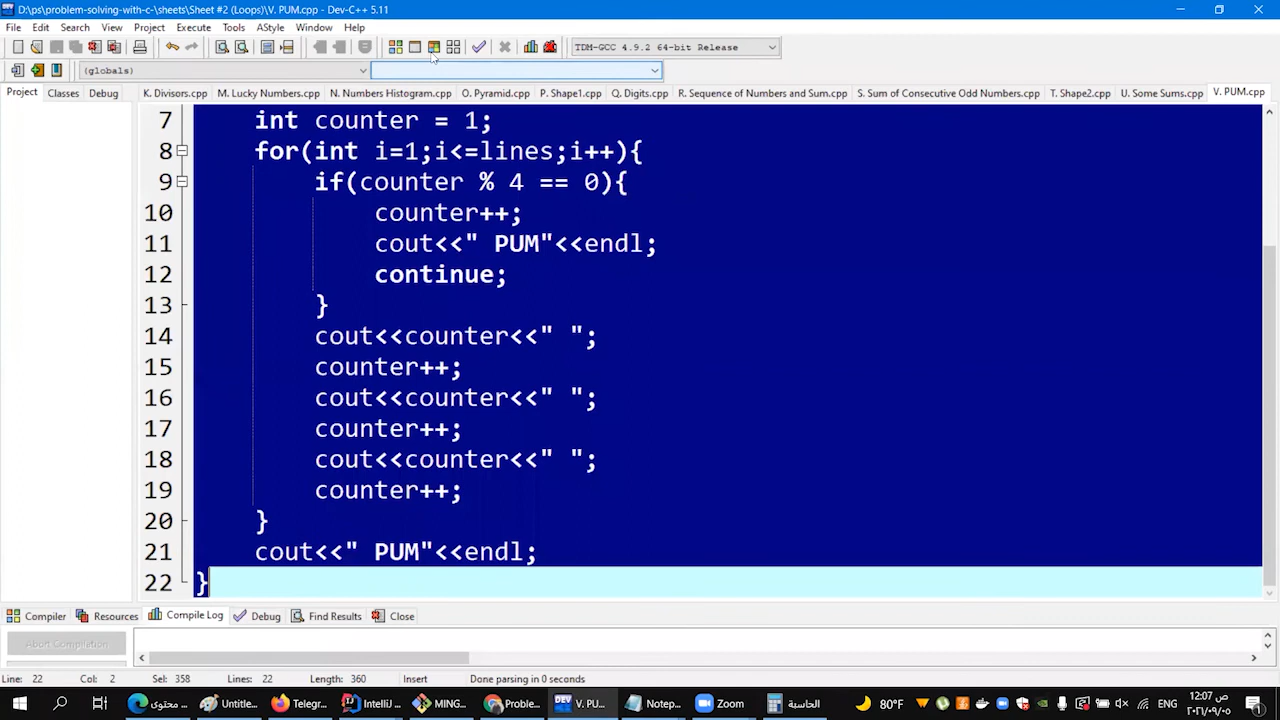 D:\ps\problem-solving-with-c-\sheets\Sheet #2 (Loops)\V. PUM.cpp - Dev-C++ 5.11
File Edit Search View Project Execute Tools AStyle Window Help
TDM-GCC 4.9.2 64-bit Release
(globals)
Project Classes Debug K. Divisors.cpp M. Lucky Numbers.cpp N. Numbers Histogram.cpp O. Pyramid.cpp P. Shape1.cpp Q. Digits.cpp R. Sequence of Numbers and Sum.cpp S. Sum of Consecutive Odd Numbers.cpp T. Shape2.cpp U. Some Sums.cpp V. PUM.cpp
7 int counter = 1;
8 for(int i=1;i<=lines;i++){
9 if(counter % 4 == 0){
10 counter++;
11 cout<<" PUM"<<endl;
12 continue;
13 }
14 cout<<counter<<" ";
15 counter++;
16 cout<<counter<<" ";
17 counter++;
18 cout<<counter<<" ";
19 counter++;
20 }
21 cout<<" PUM"<<endl;
22 }
Compiler Resources Compile Log Debug Find Results Close
Abort Compilation
Line: 22 Col: 2 Sel: 358 Lines: 22 Length: 360 Insert Done parsing in 0 seconds
محتوى ... Untitle... Telegr... IntelliJ ... MING... Proble... V. PU... Notep... Zoom الحاسبة 80°F 12:07 ص